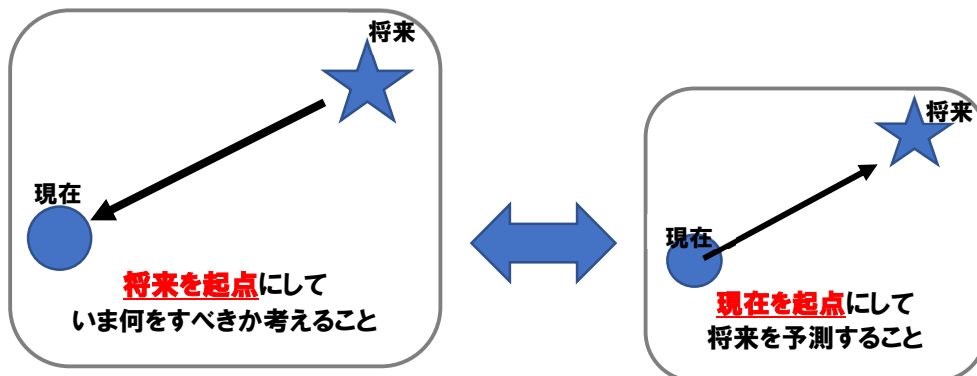 将来
現在
将来を起点にして
いま何をすべきか考えること
将来
現在
現在を起点にして
将来を予測すること